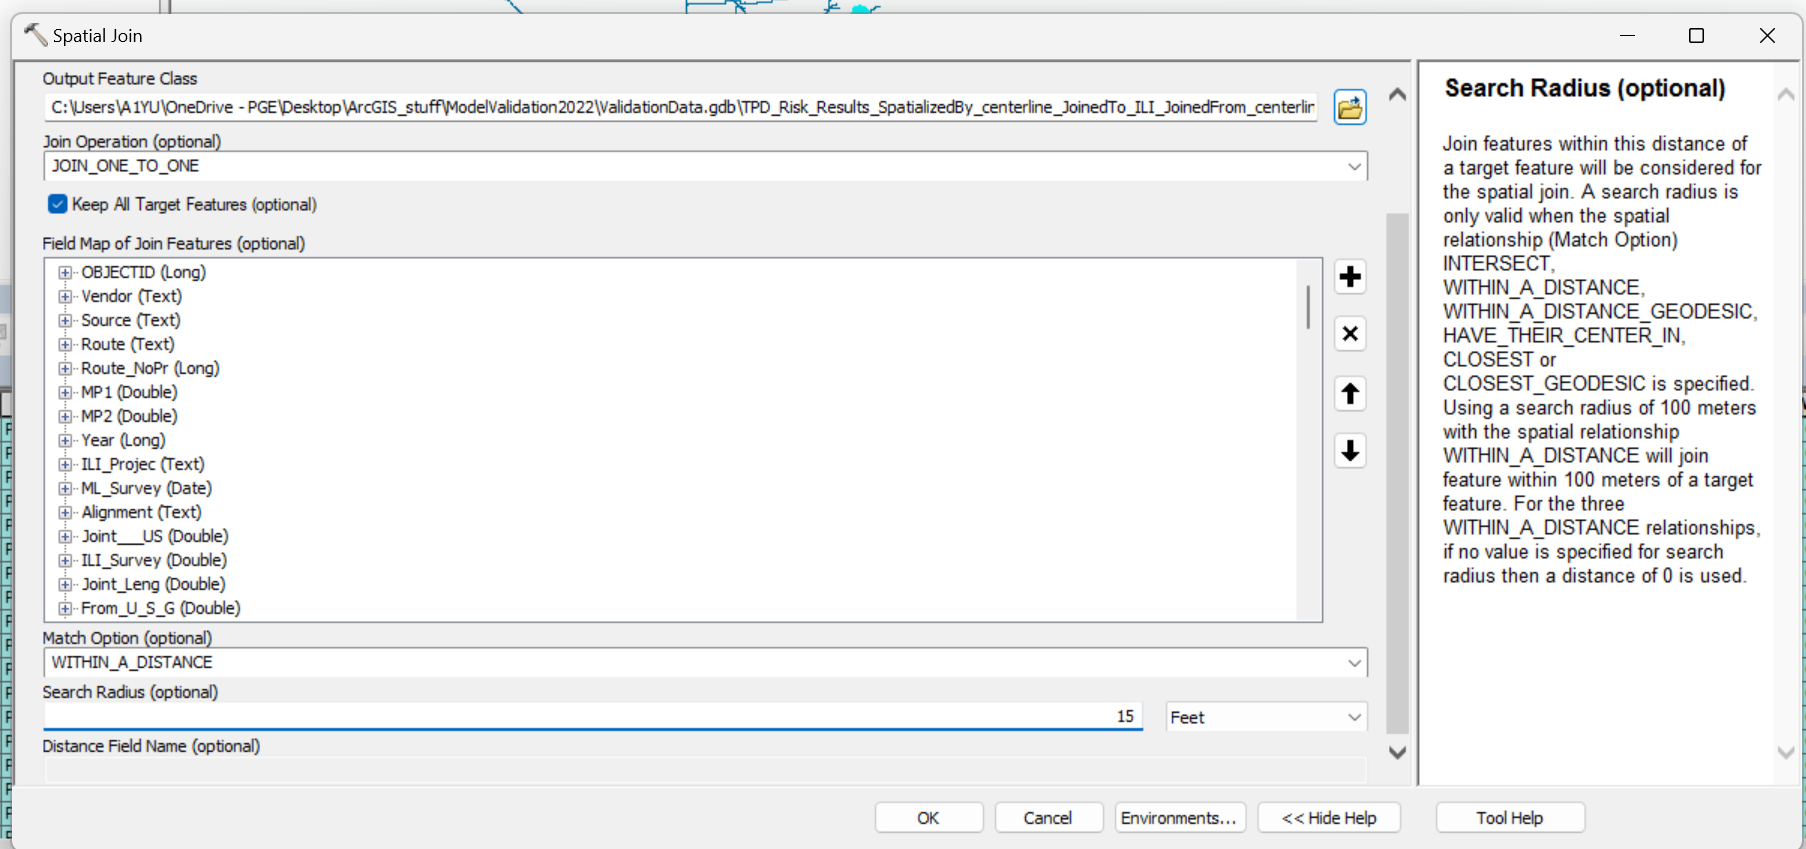 Spatial Join
Output Feature Class
C:\Users\A1YU\OneDrive - PGE\Desktop\ArcGIS_stuff\ModelValidation2022\ValidationData.gdb\TPD_Risk_Results_SpatializedBy_centerline_JoinedTo_ILI_JoinedFrom_centerlin
Join Operation (optional)
JOIN_ONE_TO_ONE
Keep All Target Features (optional)
Field Map of Join Features (optional)
OBJECTID (Long)
Vendor (Text)
Source (Text)
Route (Text)
Route_NoPr (Long)
MP1 (Double)
MP2 (Double)
Year (Long)
ILI_Projec (Text)
ML_Survey (Date)
Alignment (Text)
Joint___US (Double)
ILI_Survey (Double)
Joint_Leng (Double)
From_U_S_G (Double)
Match Option (optional)
WITHIN_A_DISTANCE
Search Radius (optional)
15
Feet
Distance Field Name (optional)
OK
Cancel
Environments...
<< Hide Help
Tool Help
Search Radius (optional)
Join features within this distance of
a target feature will be considered for
the spatial join. A search radius is
only valid when the spatial
relationship (Match Option)
INTERSECT,
WITHIN_A_DISTANCE,
WITHIN_A_DISTANCE_GEODESIC,
HAVE_THEIR_CENTER_IN,
CLOSEST or
CLOSEST_GEODESIC is specified.
Using a search radius of 100 meters
with the spatial relationship
WITHIN_A_DISTANCE will join
feature within 100 meters of a target
feature. For the three
WITHIN_A_DISTANCE relationships,
if no value is specified for search
radius then a distance of 0 is used.